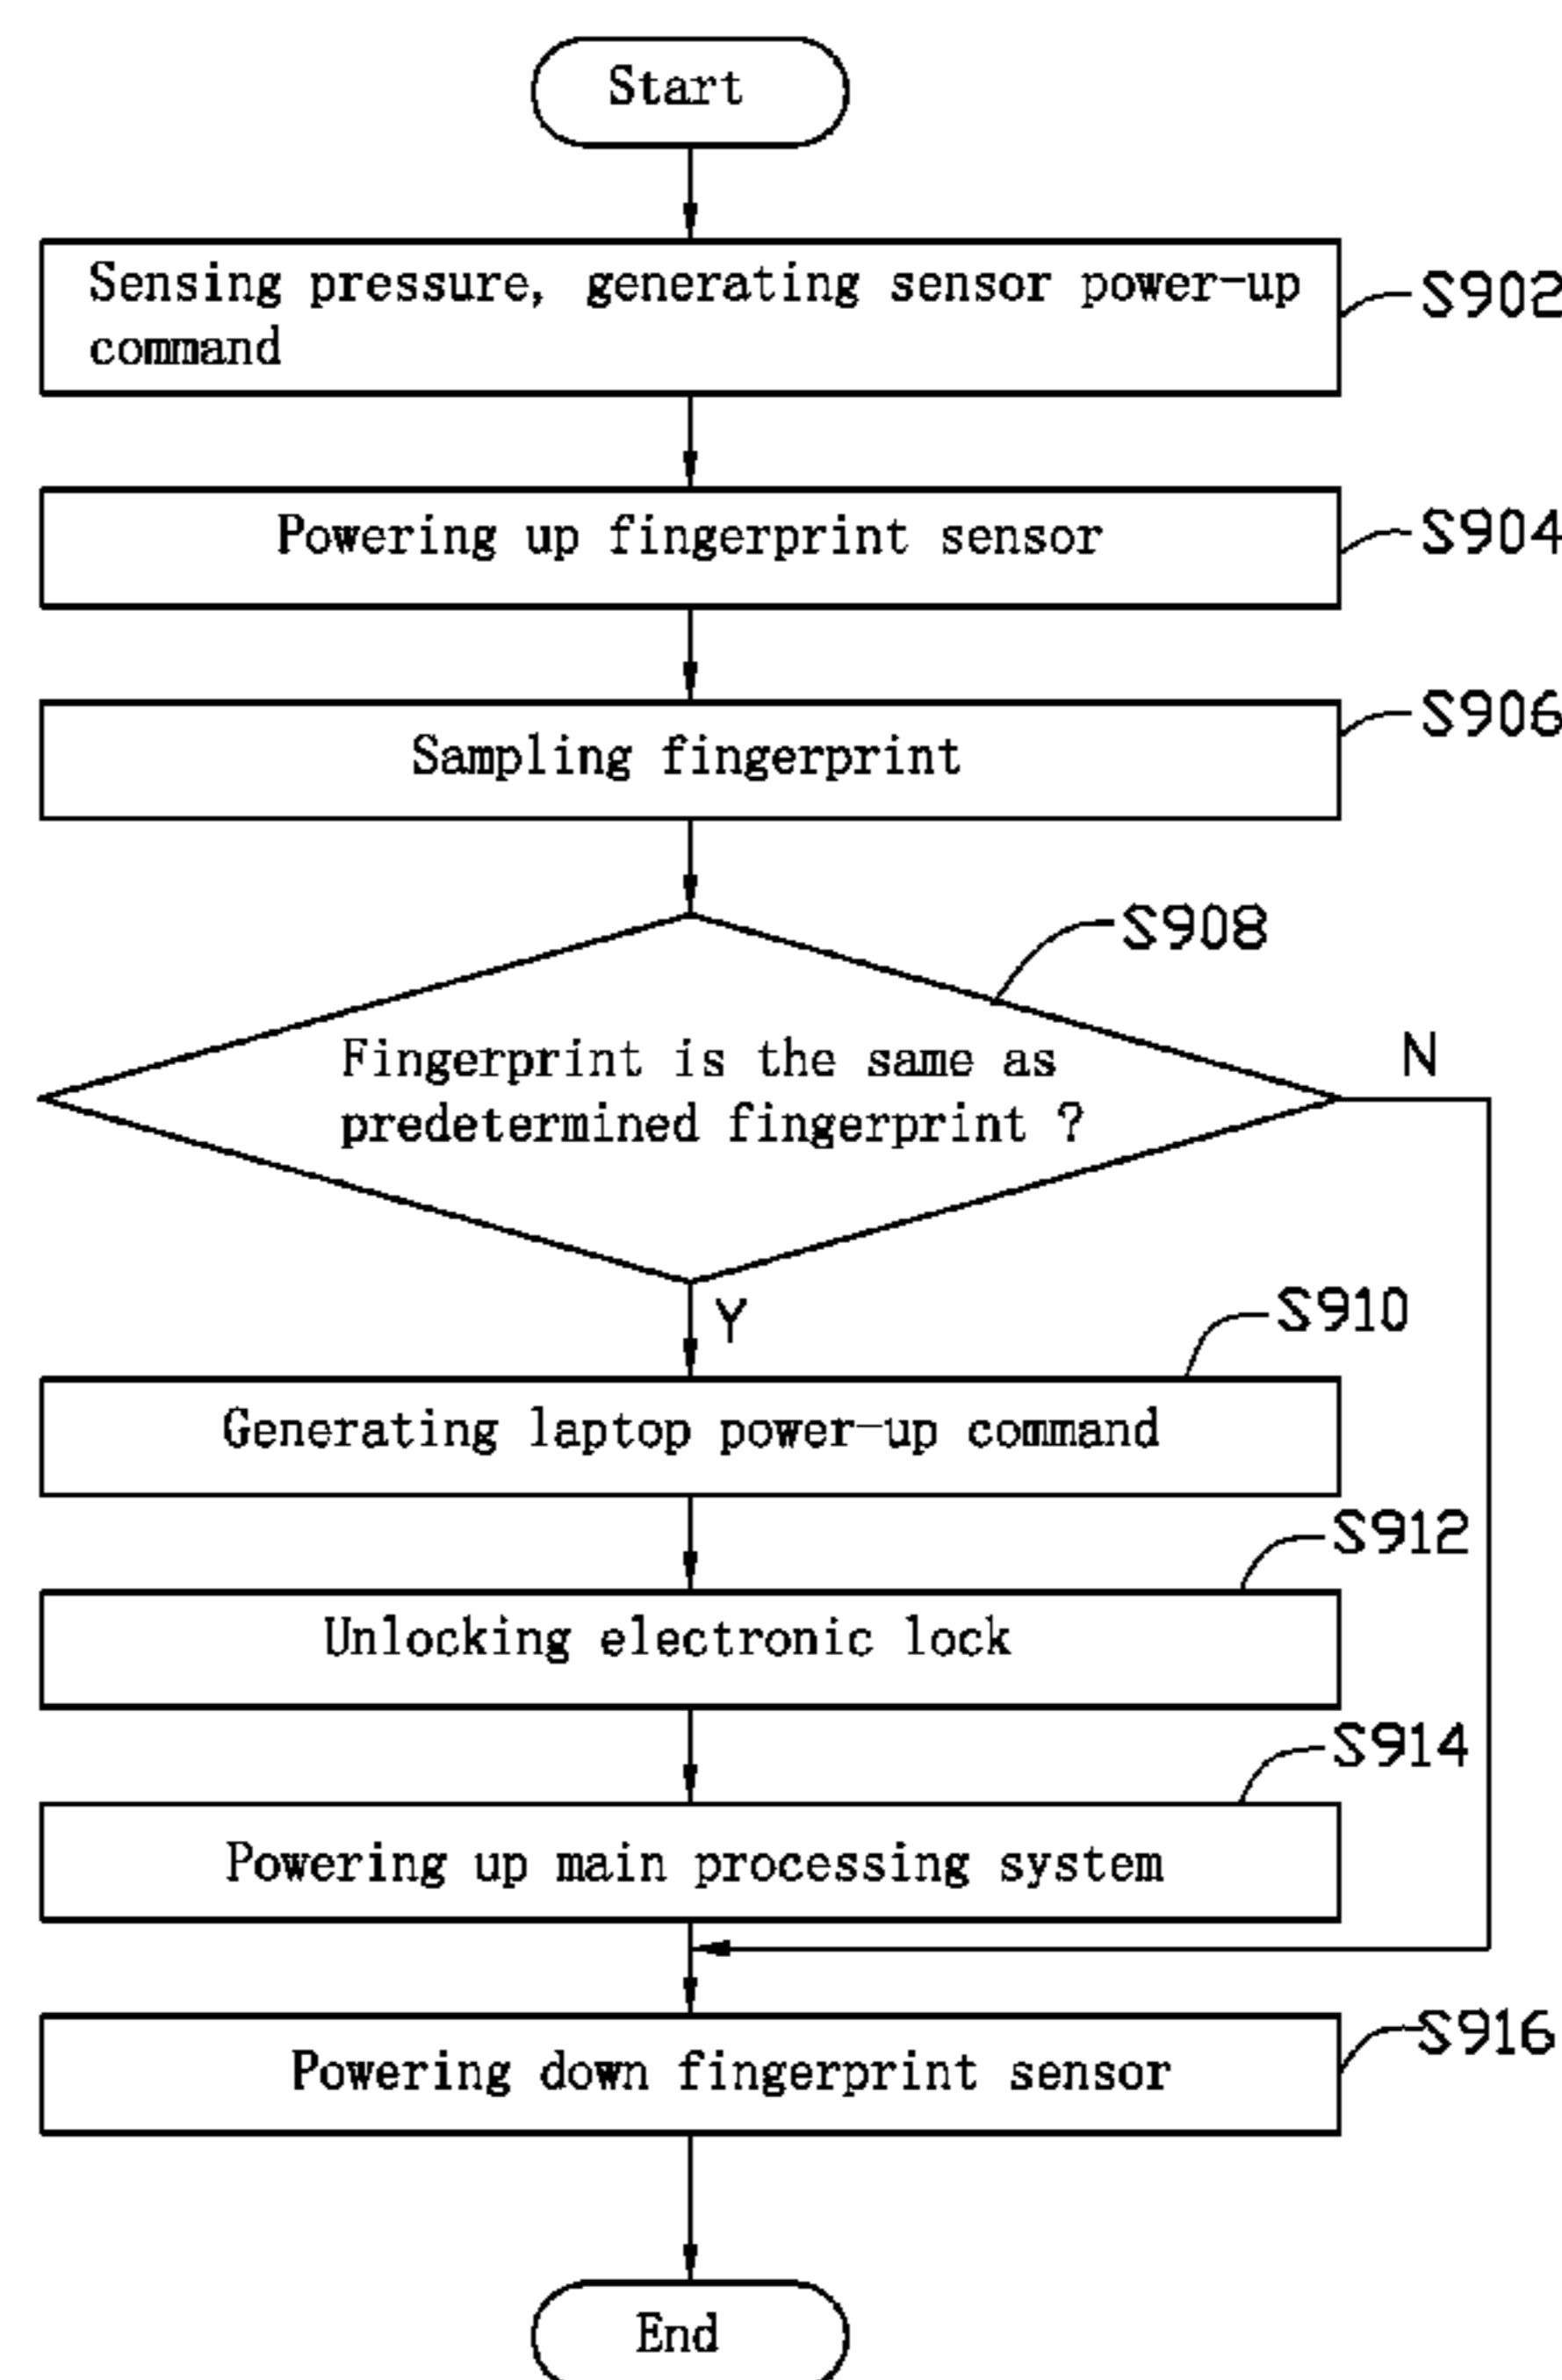 Start
Sensing pressure, generating sensor power-up
command
S902
Powering up fingerprint sensor
S904
Sampling fingerprint
S906
S908
Fingerprint is the same as
predetermined fingerprint ?
N
Y
S910
Generating laptop power-up command
S912
Unlocking electronic lock
S914
Powering up main processing system
Powering down fingerprint sensor
S916
End